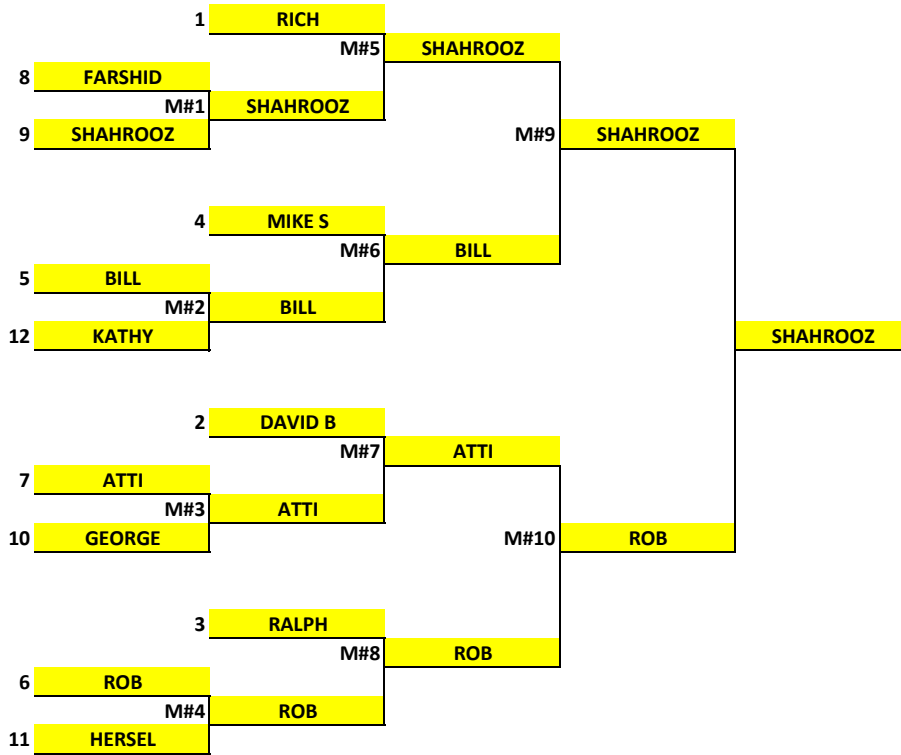 1 RICH
M#5 SHAHROOZ
8 FARSHID
M#1 SHAHROOZ
9 SHAHROOZ M#9 SHAHROOZ
4 MIKE S
M#6 BILL
5 BILL
M#2 BILL
12 KATHY SHAHROOZ
2 DAVID B
M#7 ATTI
7 ATTI
M#3 ATTI
10 GEORGE M#10 ROB
3 RALPH
M#8 ROB
6 ROB
M#4 ROB
11 HERSEL